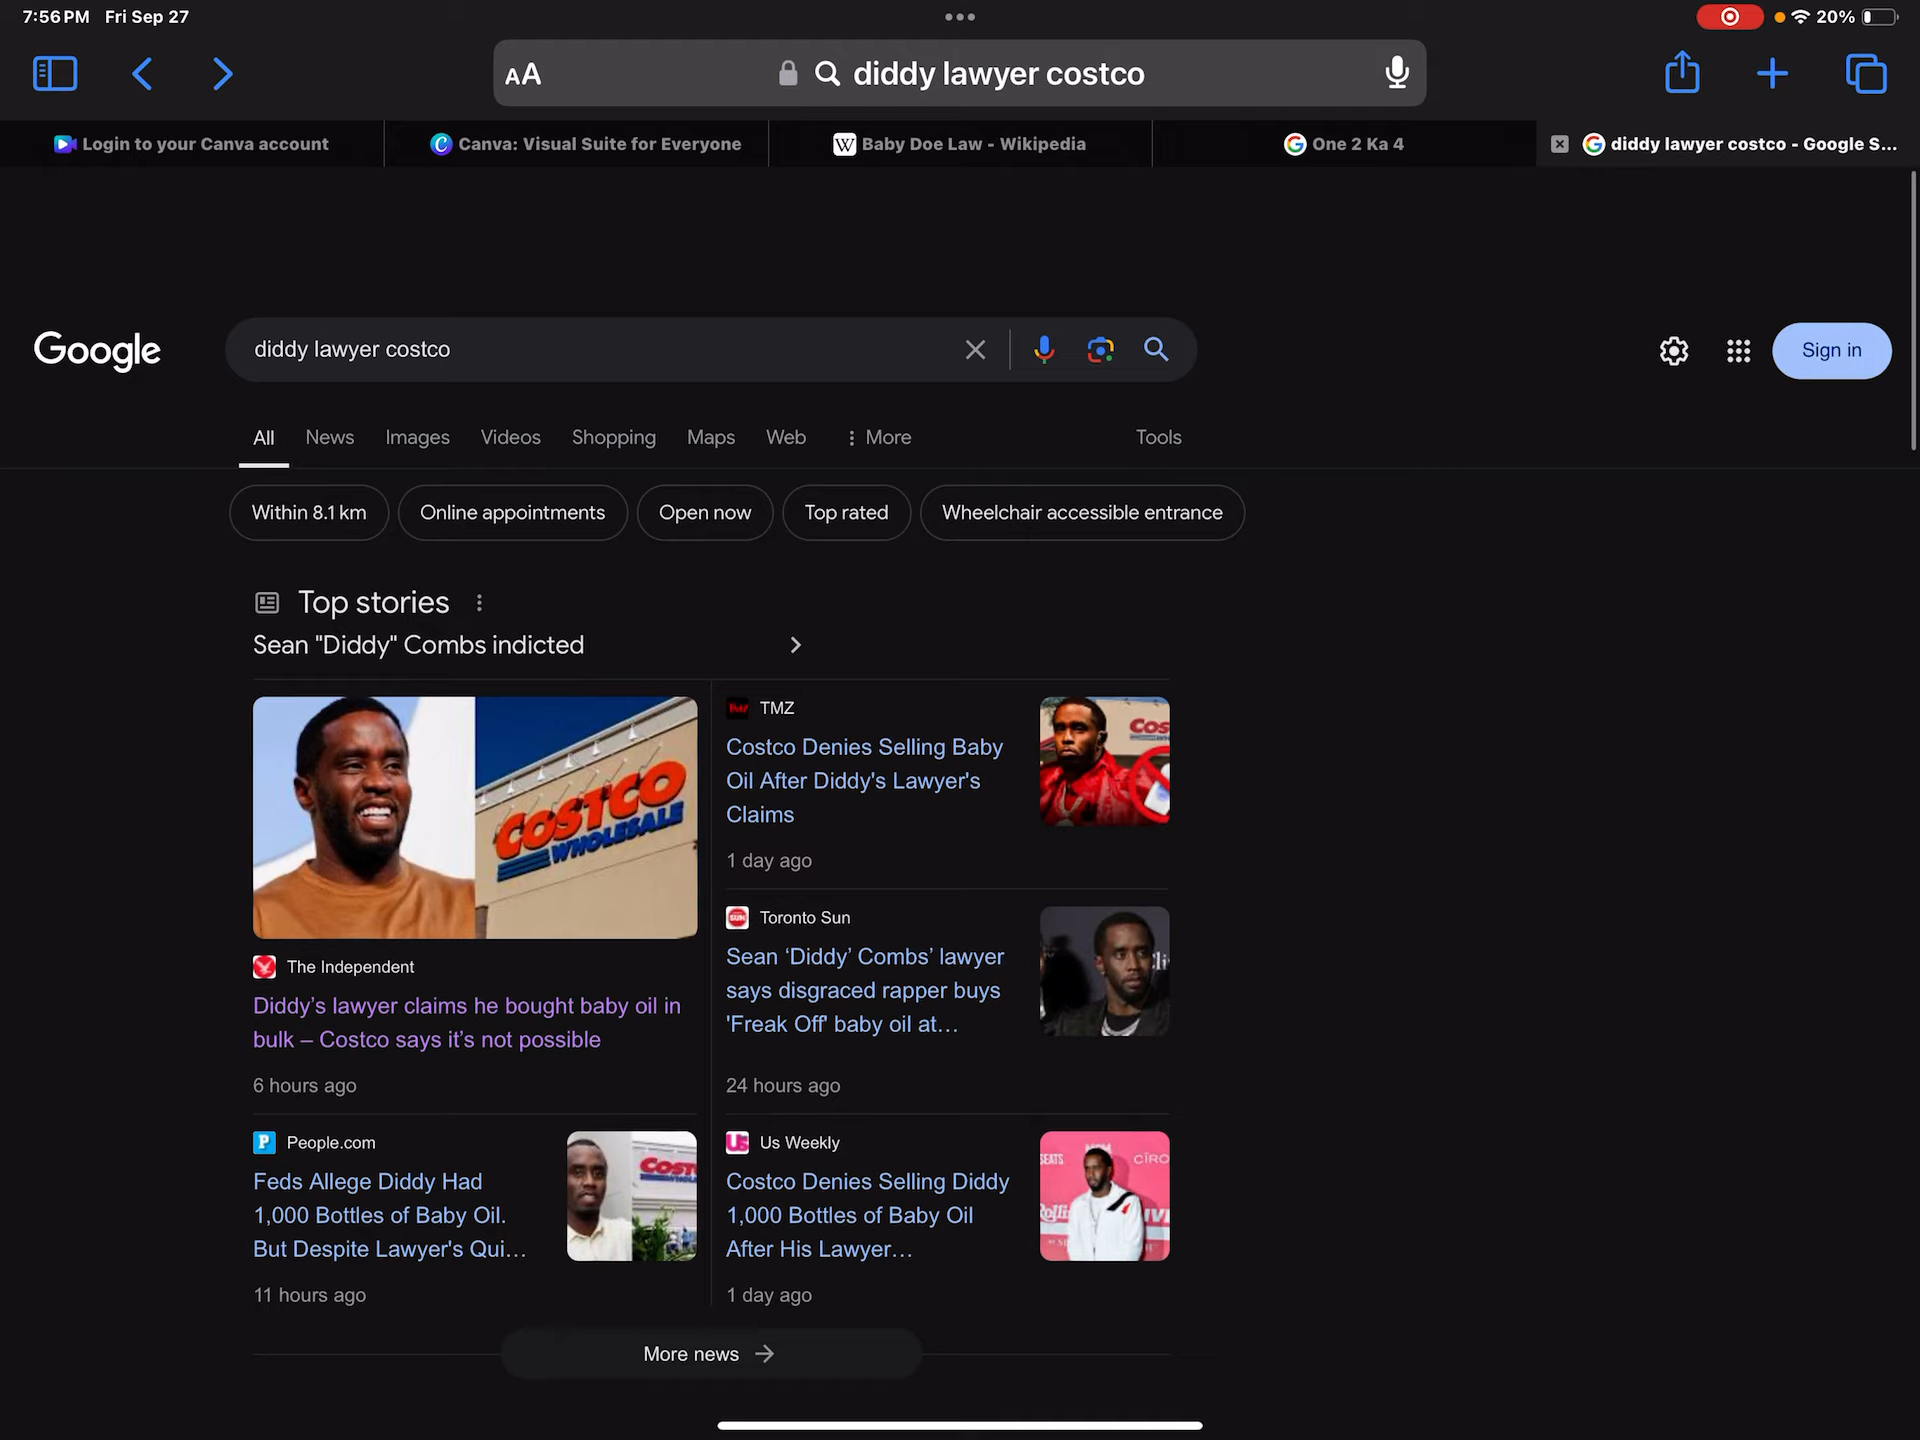 7:56 PM Fri Sep 27
20%
AA diddy lawyer costco
Login to your Canva account
Canva: Visual Suite for Everyone
Baby Doe Law - Wikipedia
One 2 Ka 4
diddy lawyer costco - Google S...
Google
diddy lawyer costco
Sign in
All News Images Videos Shopping Maps Web More Tools
Within 8.1 km
Online appointments
Open now
Top rated
Wheelchair accessible entrance
Top stories
Sean "Diddy" Combs indicted
COSTCO
WHOLESALE
The Independent
Diddy’s lawyer claims he bought baby oil in
bulk – Costco says it’s not possible
6 hours ago
People.com
Feds Allege Diddy Had
1,000 Bottles of Baby Oil.
But Despite Lawyer's Qui...
11 hours ago
TMZ
Costco Denies Selling Baby
Oil After Diddy's Lawyer's
Claims
1 day ago
Toronto Sun
Sean ‘Diddy’ Combs’ lawyer
says disgraced rapper buys
'Freak Off' baby oil at...
24 hours ago
Us Weekly
Costco Denies Selling Diddy
1,000 Bottles of Baby Oil
After His Lawyer...
1 day ago
SEATS
CÎRO
More news